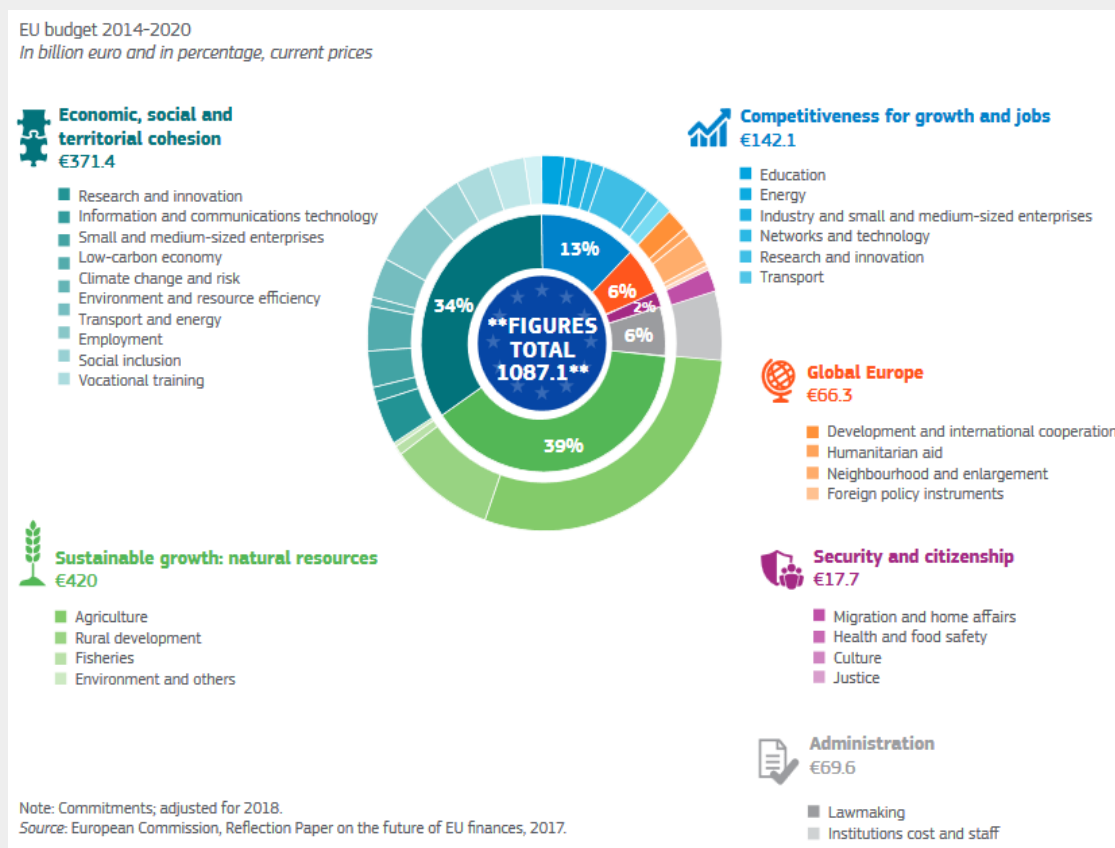 EU budget 2014-2020
In billion euro and in percentage, current prices
Economic, social and
territorial cohesion
€371.4
Research and innovation
Information and communications technology
Small and medium-sized enterprises
Low-carbon economy
Climate change and risk
Environment and resource efficiency
Transport and energy
Employment
Social inclusion
Vocational training
Competitiveness for growth and jobs
€142.1
Education
Energy
Industry and small and medium-sized enterprises
Networks and technology
Research and innovation
Transport
13%
6%
2%
6%
39%
34%
**FIGURES
TOTAL
1087.1**
Global Europe
€66.3
Development and international cooperation
Humanitarian aid
Neighbourhood and enlargement
Foreign policy instruments
Sustainable growth: natural resources
€420
Agriculture
Rural development
Fisheries
Environment and others
Security and citizenship
€17.7
Migration and home affairs
Health and food safety
Culture
Justice
Administration
€69.6
Lawmaking
Institutions cost and staff
Note: Commitments; adjusted for 2018.
Source: European Commission, Reflection Paper on the future of EU finances, 2017.